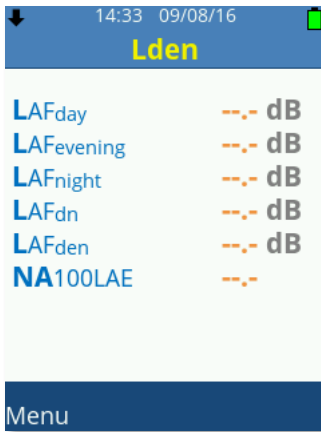 14:33 09/08/16
Lden
LAFday --.- dB
LAFevening --.- dB
LAFnight --.- dB
LAFdn --.- dB
LAFden --.- dB
NA100LAE --.-
Menu